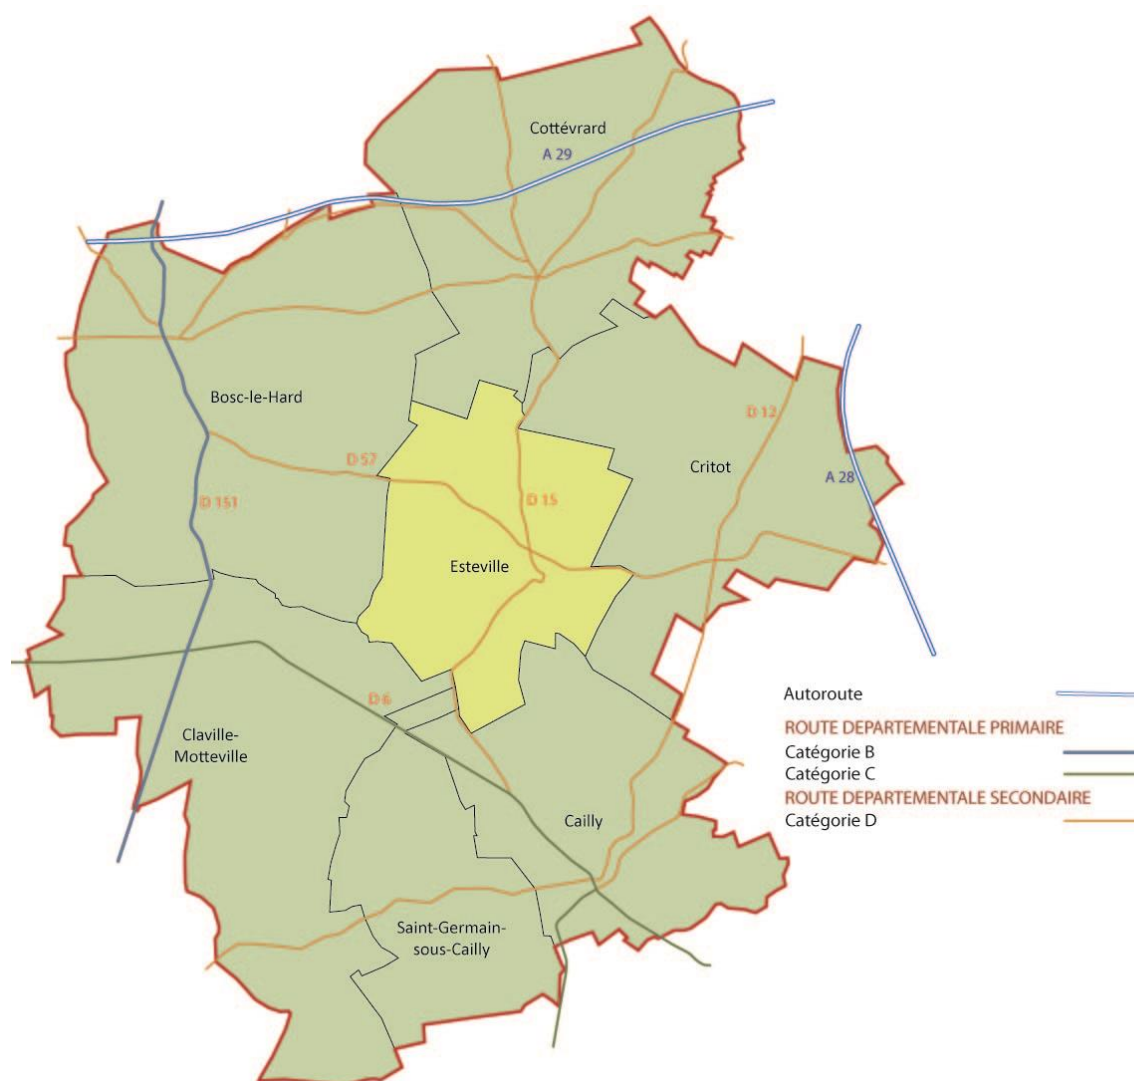 Cottévrard
A 29
Bosc-le-Hard
D 12
D 57
Critot
A 28
D 151
D 15
Esteville
Autoroute
D 6
ROUTE DEPARTEMENTALE PRIMAIRE
Claville-
Motteville
Catégorie B
Catégorie C
ROUTE DEPARTEMENTALE SECONDAIRE
Cailly
Catégorie D
Saint-Germain-
sous-Cailly